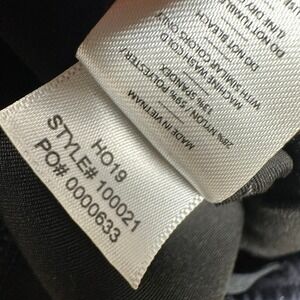 HO19
STYLE# 100021
PO# 0000633
MADE IN VIETNAM
28% NYLON / 59% POLYESTER /
13% SPANDEX
MACHINE WASH COLD
WITH SIMILAR COLORS ONLY
DO NOT BLEACH
DO NOT TUMBLE
LINE DRY